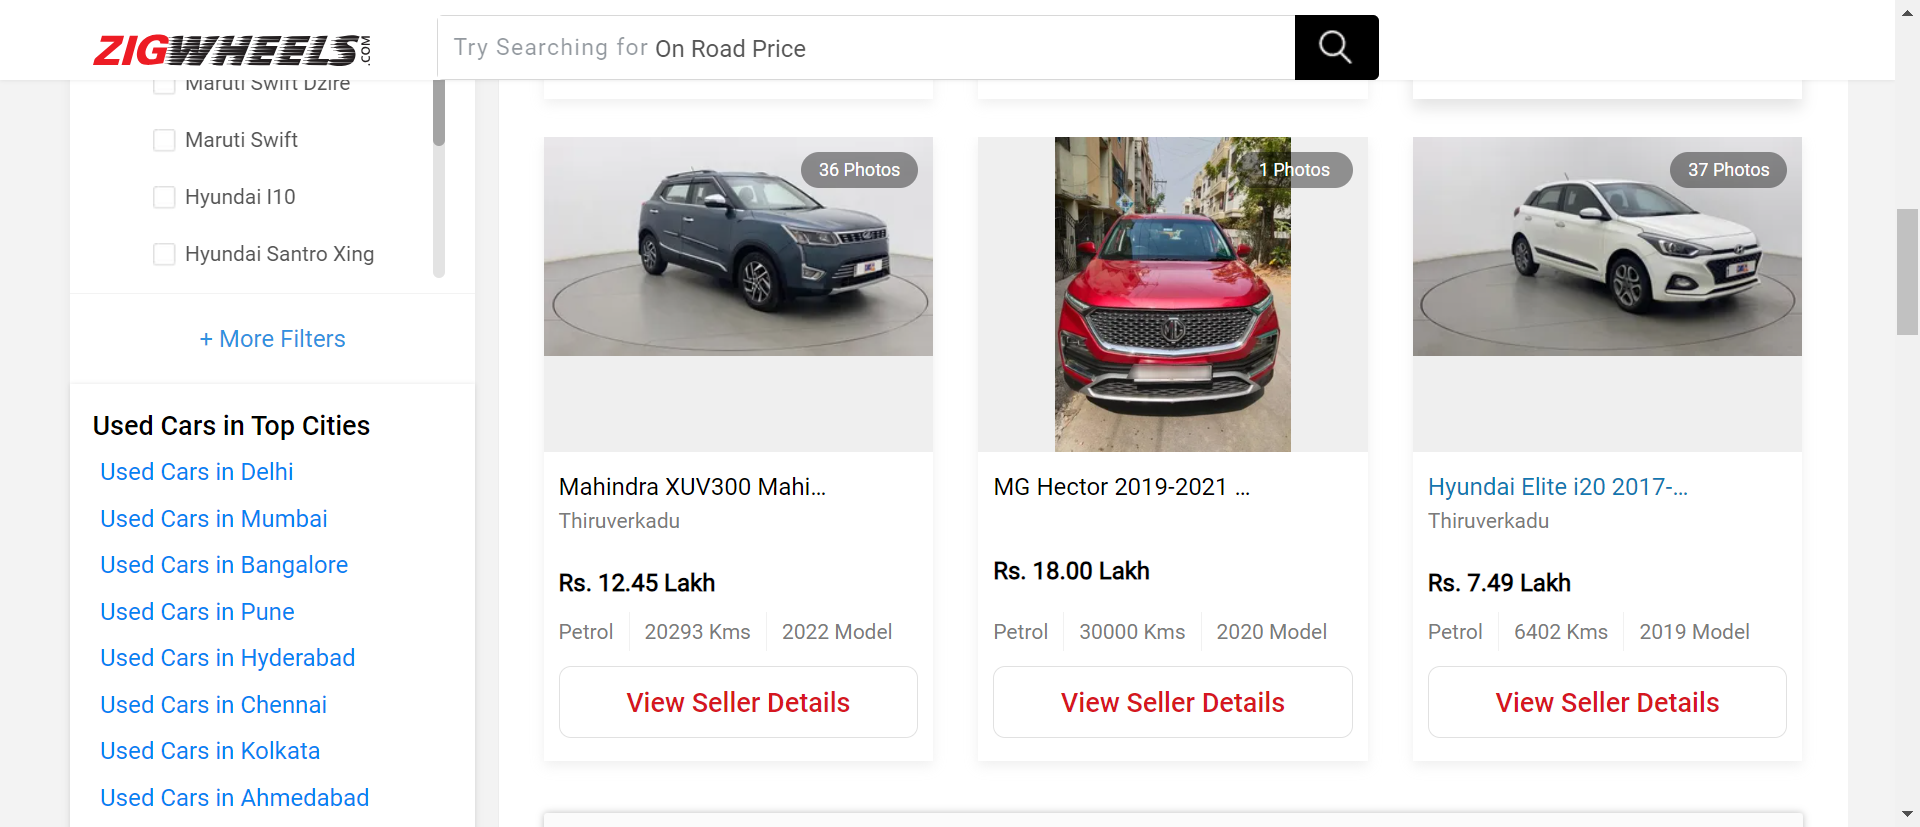 ZIGWHEELS.COM
Try Searching for On Road Price
Maruti Swift Dzire
Maruti Swift
Hyundai I10
Hyundai Santro Xing
+ More Filters
Used Cars in Top Cities
Used Cars in Delhi
Used Cars in Mumbai
Used Cars in Bangalore
Used Cars in Pune
Used Cars in Hyderabad
Used Cars in Chennai
Used Cars in Kolkata
Used Cars in Ahmedabad
36 Photos
Mahindra XUV300 Mahi...
Thiruverkadu
Rs. 12.45 Lakh
Petrol 20293 Kms 2022 Model
View Seller Details
1 Photos
MG Hector 2019-2021 ...
Rs. 18.00 Lakh
Petrol 30000 Kms 2020 Model
View Seller Details
37 Photos
Hyundai Elite i20 2017-...
Thiruverkadu
Rs. 7.49 Lakh
Petrol 6402 Kms 2019 Model
View Seller Details